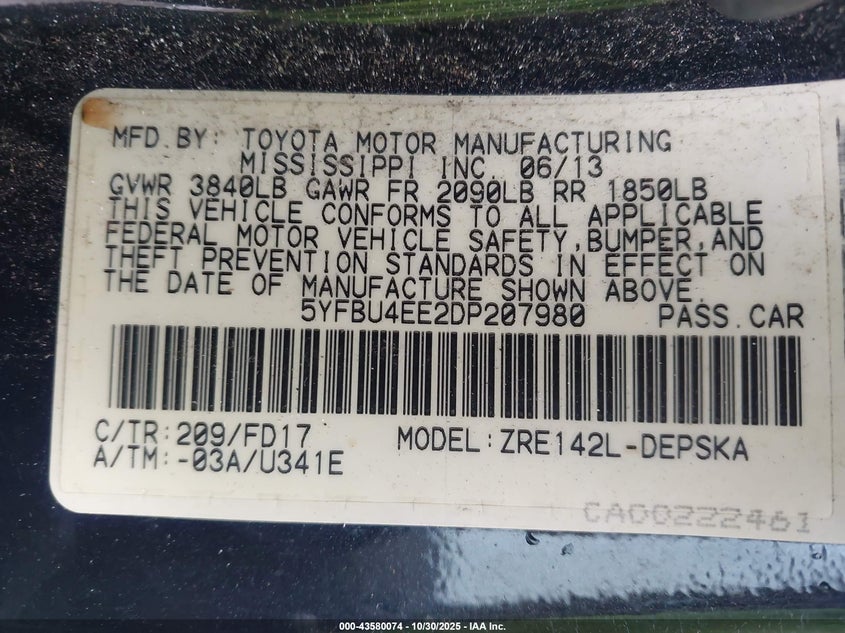 MFD.BY: TOYOTA MOTOR MANUFACTURING
MISSISSIPPI INC. 06/13
GVWR 3840LB GAWR FR 2090LB RR 1850LB
THIS VEHICLE CONFORMS TO ALL APPLICABLE
FEDERAL MOTOR VEHICLE SAFETY,BUMPER,AND
THEFT PREVENTION STANDARDS IN EFFECT ON
THE DATE OF MANUFACTURE SHOWN ABOVE.
5YFBU4EE2DP207980 PASS.CAR
C/TR:209/FD17 MODEL:ZRE142L-DEPSKA
A/TM:-03A/U341E
CA00222461
000-43580074 - 10/30/2025 - IAA Inc.